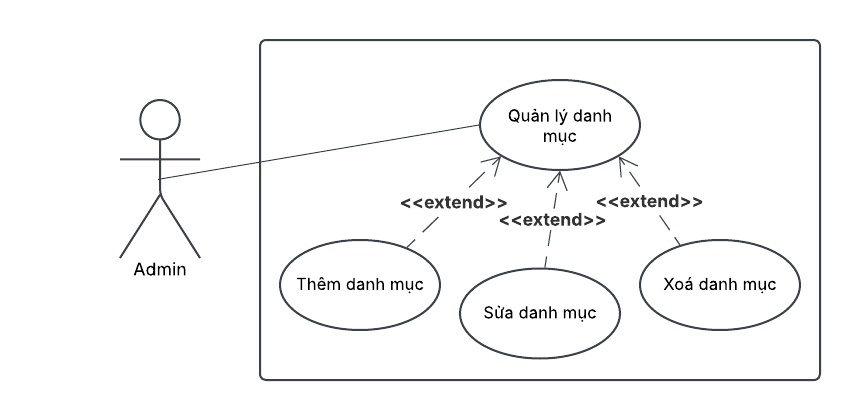 Quản lý danh
mục
<<extend>>
<<extend>>
<<extend>>
Admin
Thêm danh mục
Sửa danh mục
Xoá danh mục